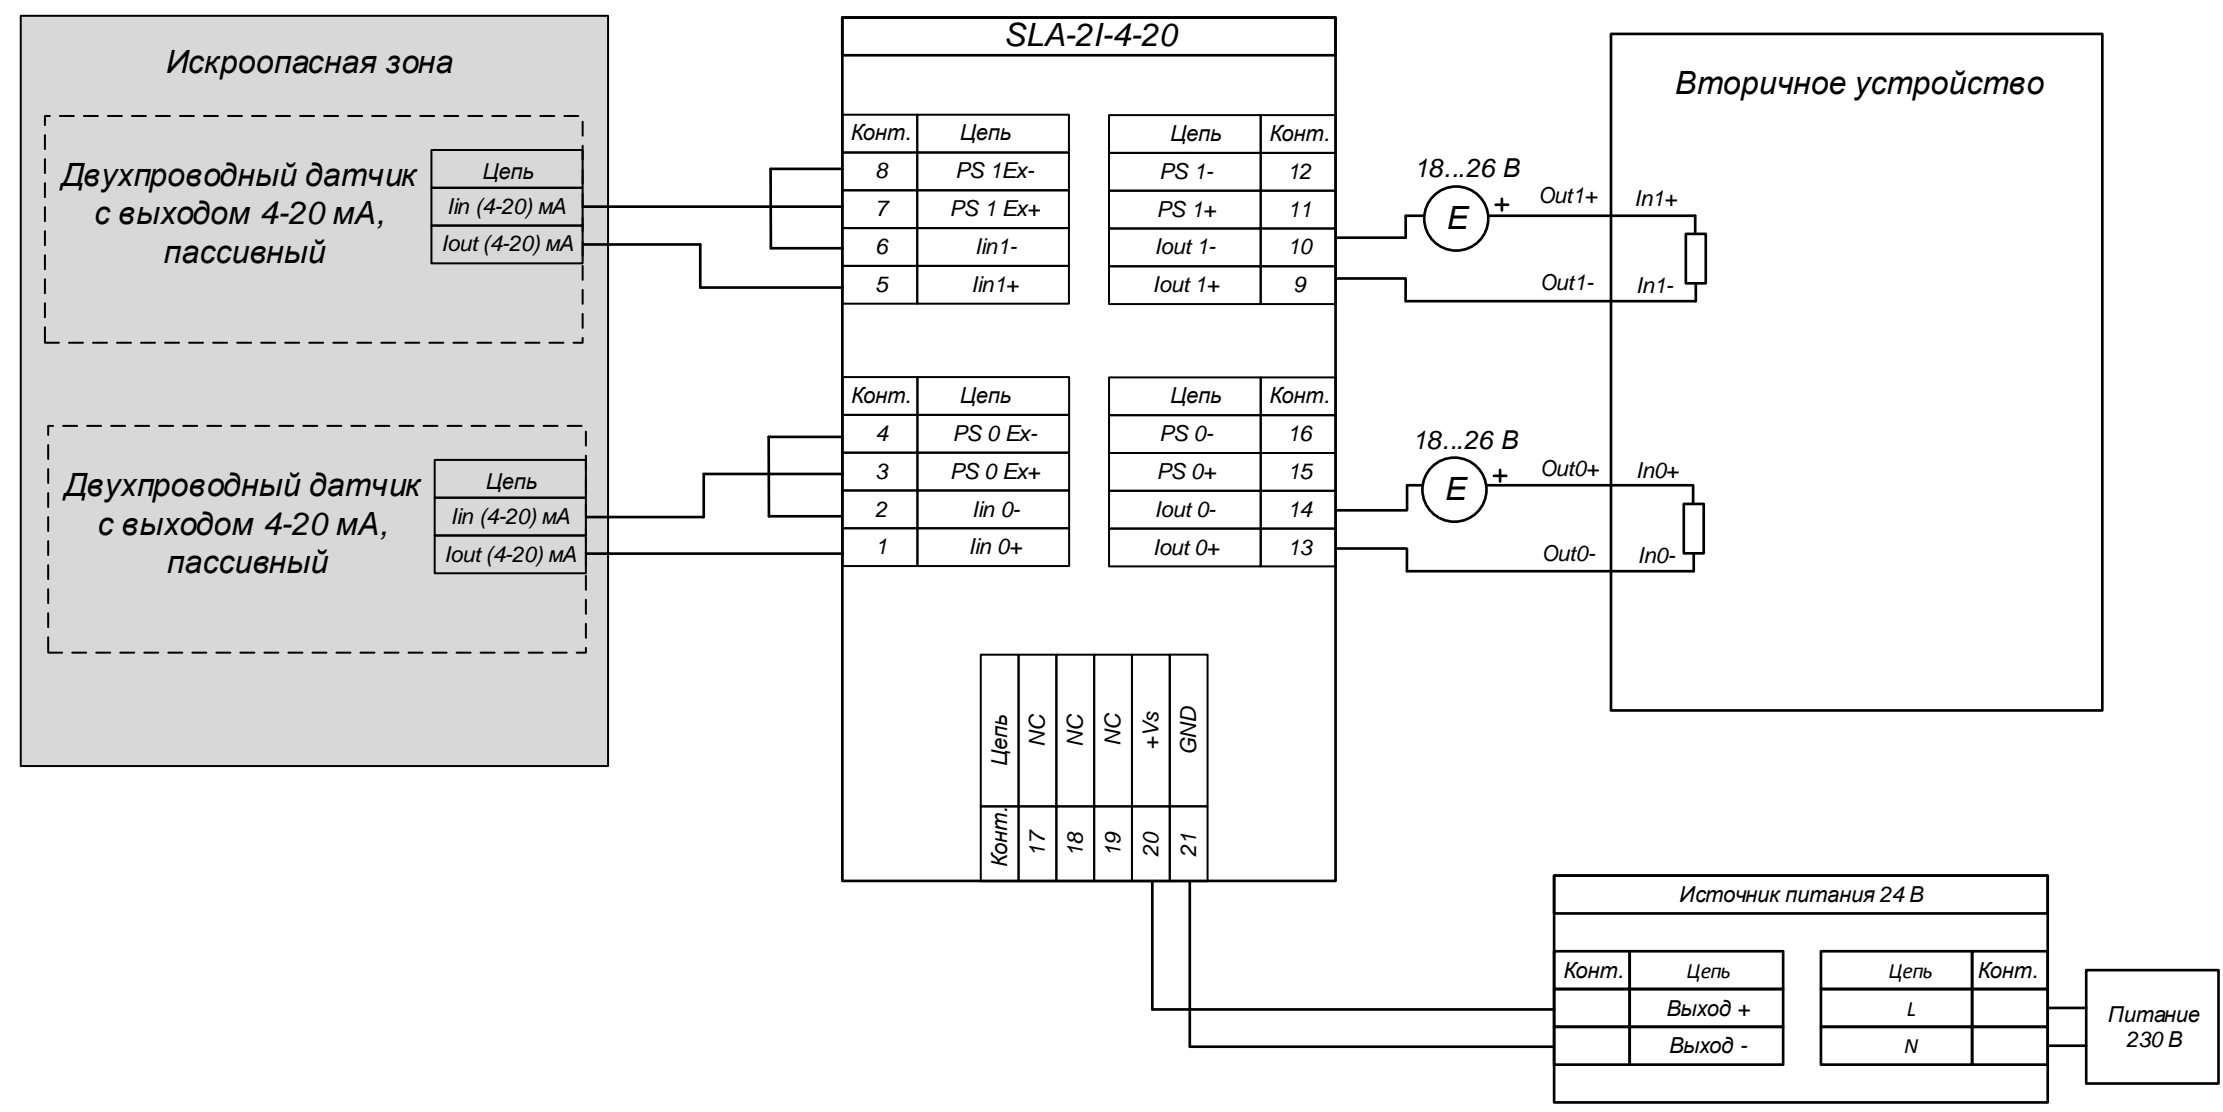 Искроопасная зона
Двухпроводный датчик
с выходом 4-20 мА,
пассивный
Цепь
Iin (4-20) мА
Iout (4-20) мА
Двухпроводный датчик
с выходом 4-20 мА,
пассивный
Цепь
Iin (4-20) мА
Iout (4-20) мА
SLA-2I-4-20
Конт. Цепь
8 PS 1Ex-
7 PS 1 Ex+
6 Iin1-
5 Iin1+
Цепь Конт.
PS 1- 12
PS 1+ 11
Iout 1- 10
Iout 1+ 9
Конт. Цепь
4 PS 0 Ex-
3 PS 0 Ex+
2 Iin 0-
1 Iin 0+
Цепь Конт.
PS 0- 16
PS 0+ 15
Iout 0- 14
Iout 0+ 13
Цепь NC NC NC +Vs GND
Конт. 17 18 19 20 21
18...26 В
E
+
Out1+
Out1-
18...26 В
E
+
Out0+
Out0-
Вторичное устройство
In1+
In1-
In0+
In0-
Источник питания 24 В
Конт. Цепь
Выход +
Выход -
Цепь Конт.
L
N
Питание
230 В